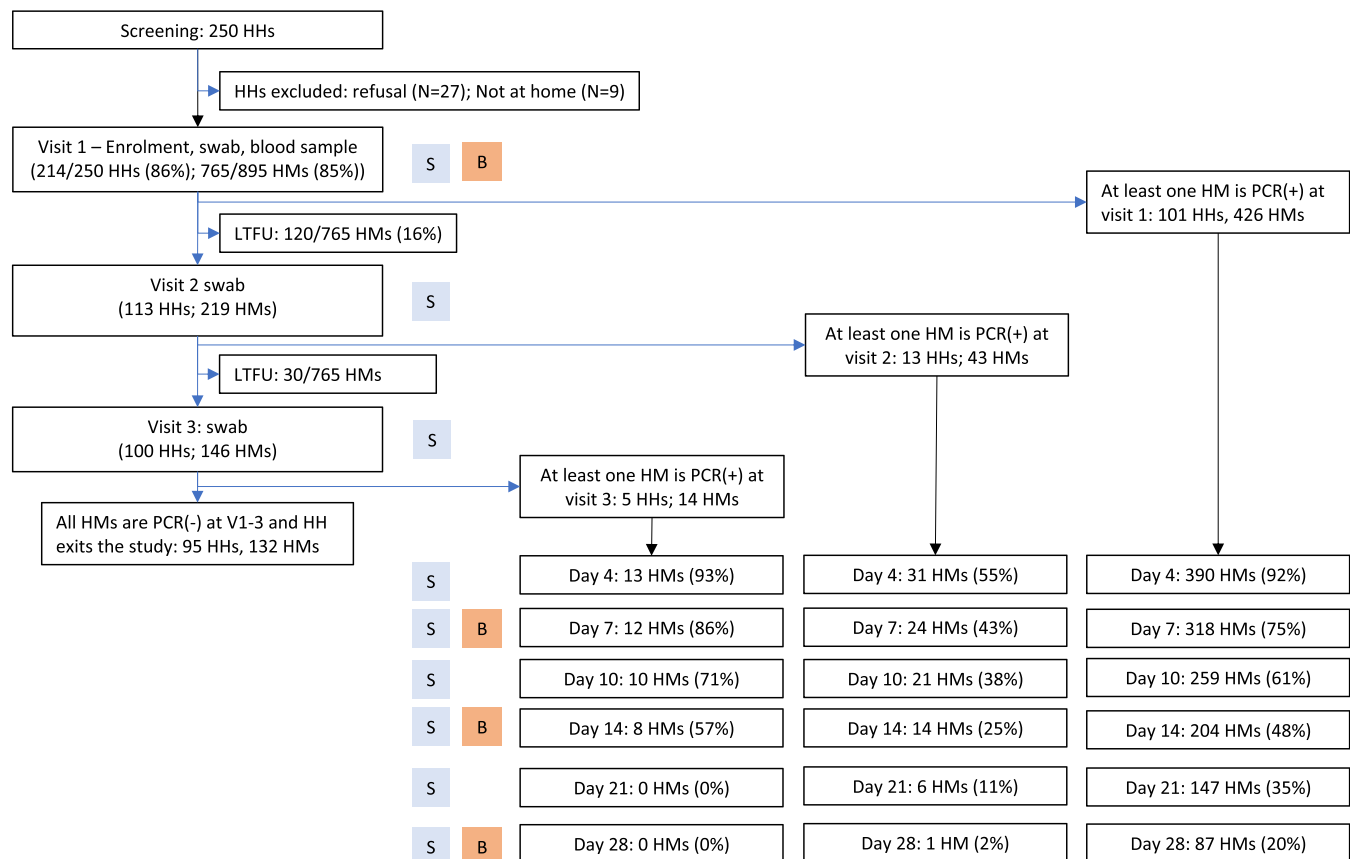 Screening: 250 HHs
HHs excluded: refusal (N=27); Not at home (N=9)
Visit 1 – Enrolment, swab, blood sample
(214/250 HHs (86%); 765/895 HMs (85%))
S
B
At least one HM is PCR(+) at
visit 1: 101 HHs, 426 HMs
LTFU: 120/765 HMs (16%)
Visit 2 swab
(113 HHs; 219 HMs)
S
At least one HM is PCR(+) at
visit 2: 13 HHs; 43 HMs
LTFU: 30/765 HMs
Visit 3: swab
(100 HHs; 146 HMs)
S
At least one HM is PCR(+) at
visit 3: 5 HHs; 14 HMs
All HMs are PCR(-) at V1-3 and HH
exits the study: 95 HHs, 132 HMs
S
Day 4: 13 HMs (93%)
Day 4: 31 HMs (55%)
Day 4: 390 HMs (92%)
S
B
Day 7: 12 HMs (86%)
Day 7: 24 HMs (43%)
Day 7: 318 HMs (75%)
S
Day 10: 10 HMs (71%)
Day 10: 21 HMs (38%)
Day 10: 259 HMs (61%)
S
B
Day 14: 8 HMs (57%)
Day 14: 14 HMs (25%)
Day 14: 204 HMs (48%)
S
Day 21: 0 HMs (0%)
Day 21: 6 HMs (11%)
Day 21: 147 HMs (35%)
S
B
Day 28: 0 HMs (0%)
Day 28: 1 HM (2%)
Day 28: 87 HMs (20%)